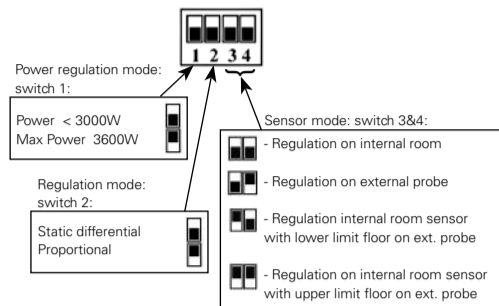 1 2 3 4
Power regulation mode:
switch 1:
Power < 3000W
Max Power 3600W
Regulation mode:
switch 2:
Static differential
Proportional
Sensor mode: switch 3&4:
- Regulation on internal room
- Regulation on external probe
- Regulation internal room sensor
with lower limit floor on ext. probe
- Regulation on internal room sensor
with upper limit floor on ext. probe